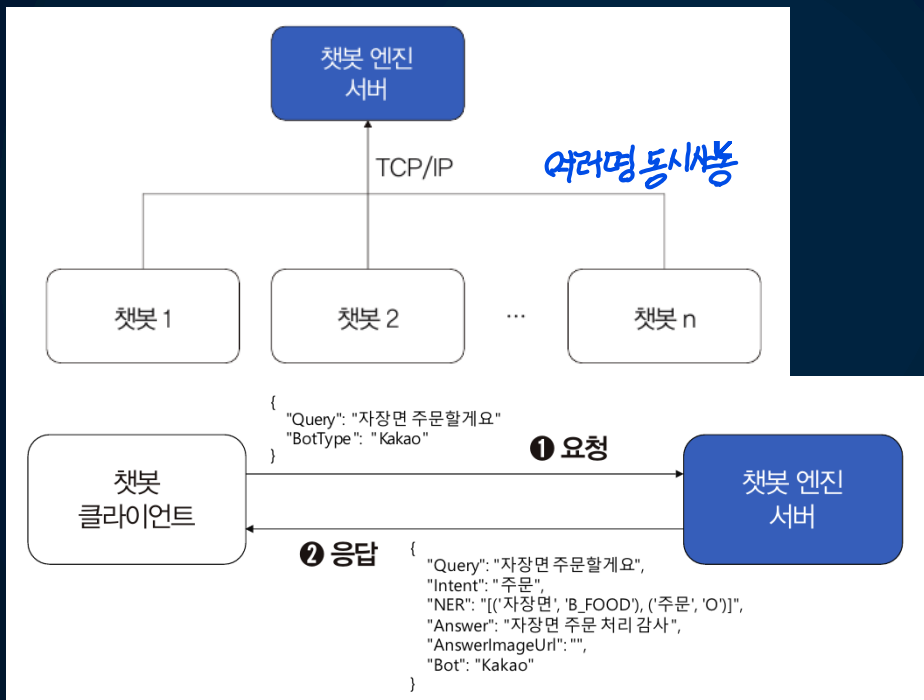 챗봇 엔진
서버
TCP/IP
여러명 동시사용
챗봇 1
챗봇 2
...
챗봇 n
{
"Query": "자장면 주문할게요"
"BotType": "Kakao"
}
❶ 요청
챗봇
클라이언트
챗봇 엔진
서버
❷ 응답
{
"Query": "자장면 주문할게요",
"Intent": "주문",
"NER": "[('자장면', 'B_FOOD'), ('주문', 'O')]",
"Answer": "자장면 주문 처리 감사",
"AnswerImageUrl": "",
"Bot": "Kakao"
}